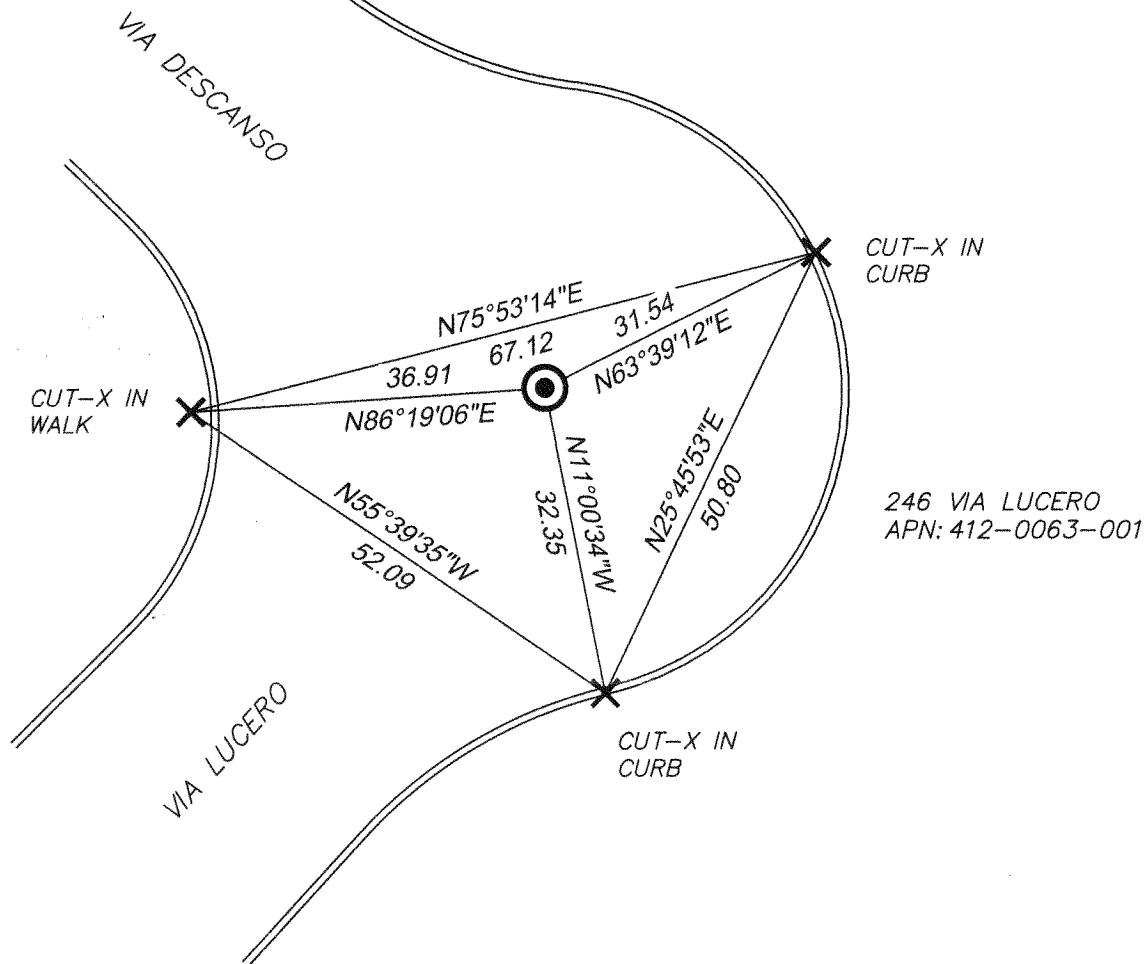 VIA DESCANSO
CUT-X IN
CURB
N75°53'14"E
67.12
31.54
N63°39'12"E
36.91
N86°19'06"E
CUT-X IN
WALK
N11°00'34"W
32.35
N25°45'53"E
50.80
N55°39'35"W
52.09
246 VIA LUCERO
APN: 412-0063-001
VIA LUCERO
CUT-X IN
CURB